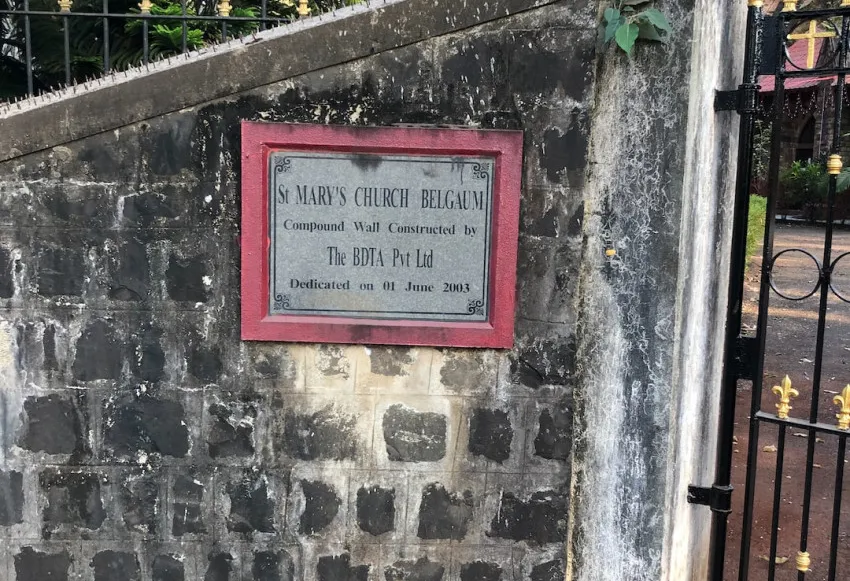 St MARY'S CHURCH BELGAUM
Compound Wall Constructed by
The BDTA Pvt Ltd
Dedicated on 01 June 2003